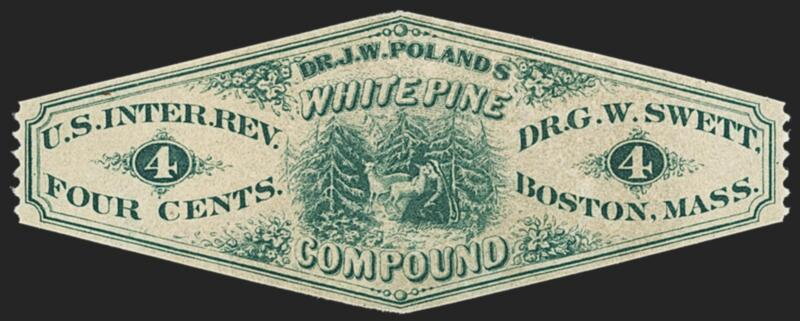 DR. J. W. POLAND'S
WHITE PINE
COMPOUND
U.S. INTER. REV.
4
FOUR CENTS.
DR. G. W. SWETT,
4
BOSTON, MASS.